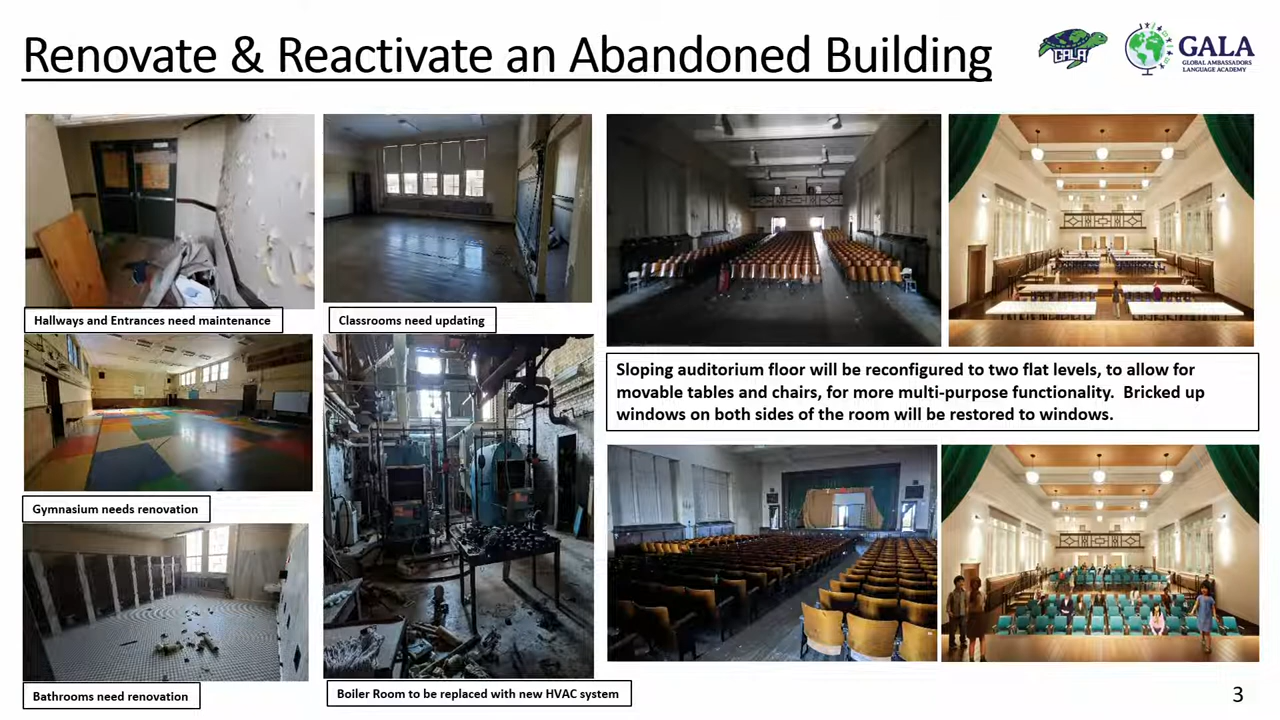 Renovate & Reactivate an Abandoned Building
GALA
GALA
GLOBAL AMBASSADORS
LANGUAGE ACADEMY
Hallways and Entrances need maintenance
Classrooms need updating
Sloping auditorium floor will be reconfigured to two flat levels, to allow for
movable tables and chairs, for more multi-purpose functionality.  Bricked up
windows on both sides of the room will be restored to windows.
Gymnasium needs renovation
Bathrooms need renovation
Boiler Room to be replaced with new HVAC system
3